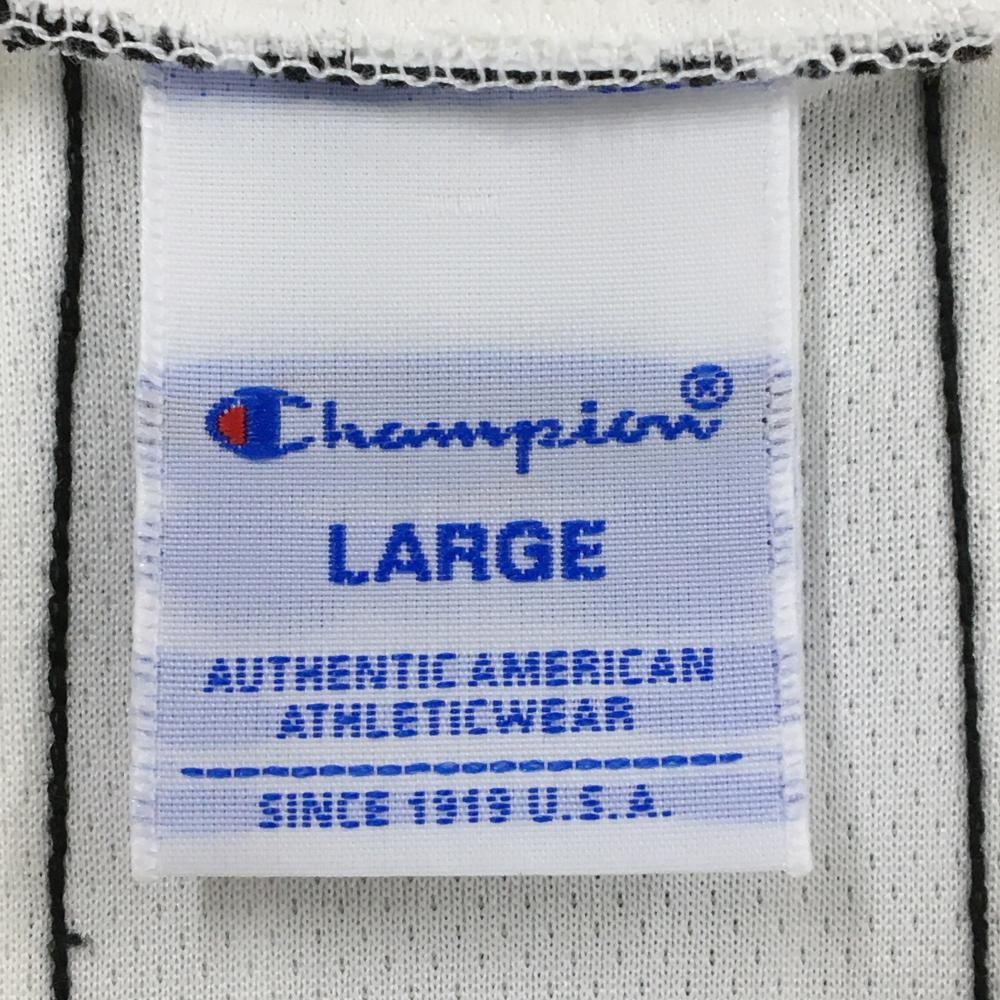 Champion®
LARGE
AUTHENTIC AMERICAN
ATHLETICWEAR
SINCE 1919 U.S.A.